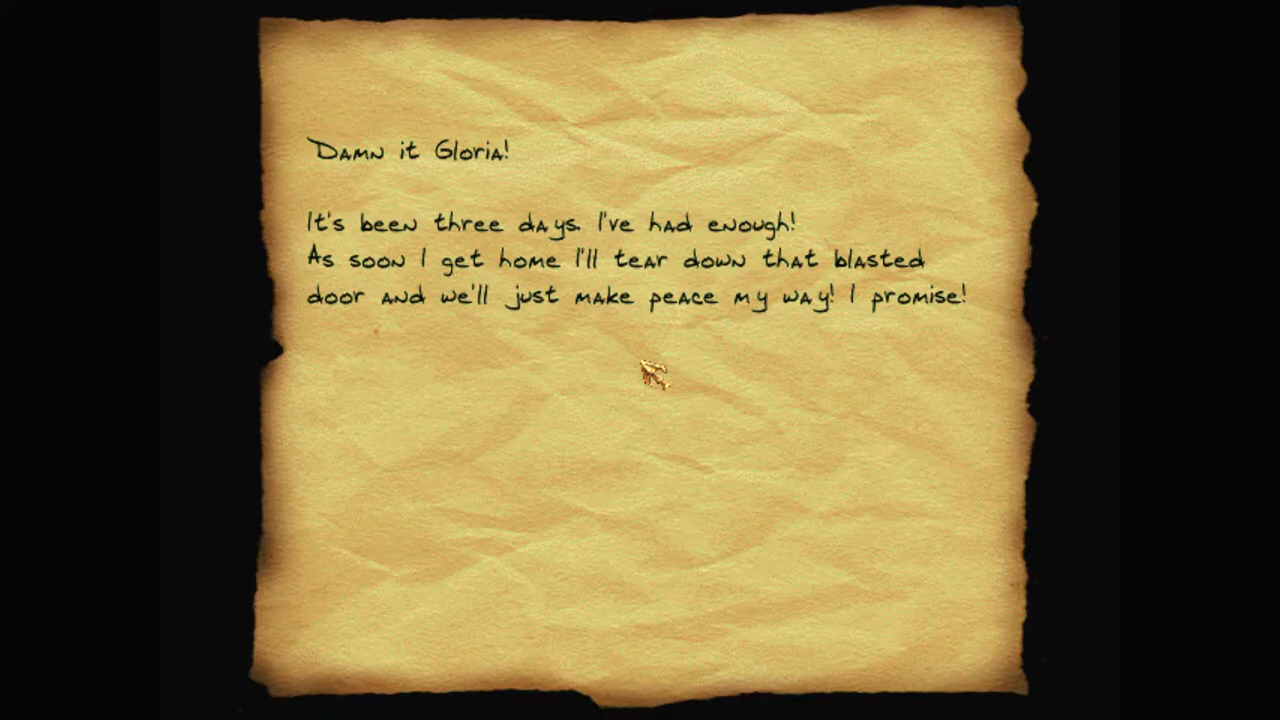 Damn it Gloria!
It's been three days. I've had enough!
As soon I get home I'll tear down that blasted
door and we'll just make peace my way! I promise!